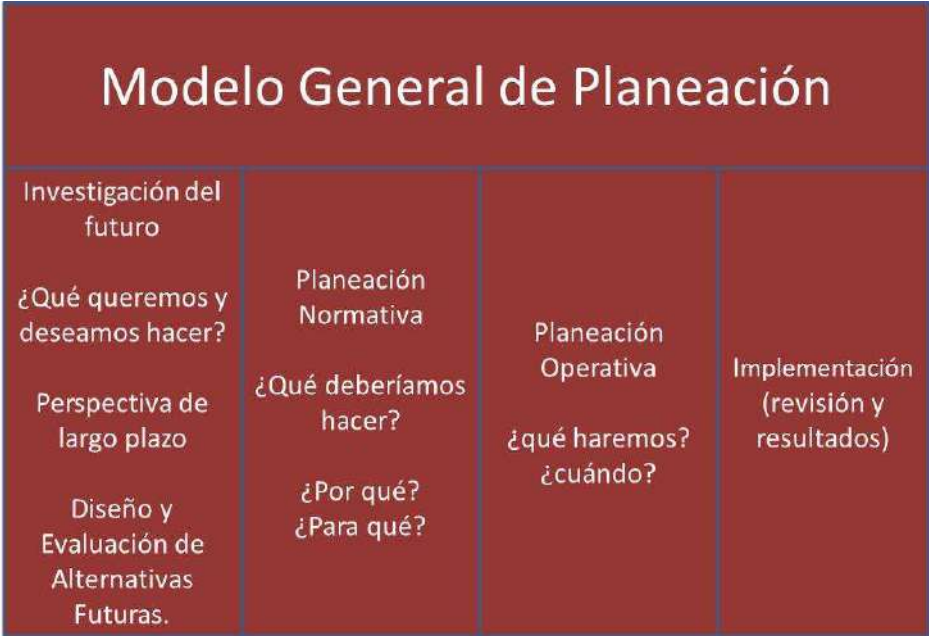 Modelo General de Planeación
Investigación del
futuro
¿Qué queremos y
deseamos hacer?
Perspectiva de
largo plazo
Diseño y
Evaluación de
Alternativas
Futuras.
Planeación
Normativa
¿Qué deberíamos
hacer?
¿Por qué?
¿Para qué?
Planeación
Operativa
¿qué haremos?
¿cuándo?
Implementación
(revisión y
resultados)